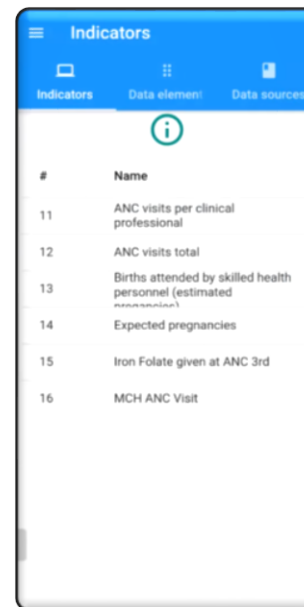 Indicators
Indicators Data element Data sources
# Name
11 ANC visits per clinical
professional
12 ANC visits total
13 Births attended by skilled health
personnel (estimated
14 Expected pregnancies
15 Iron Folate given at ANC 3rd
16 MCH ANC Visit